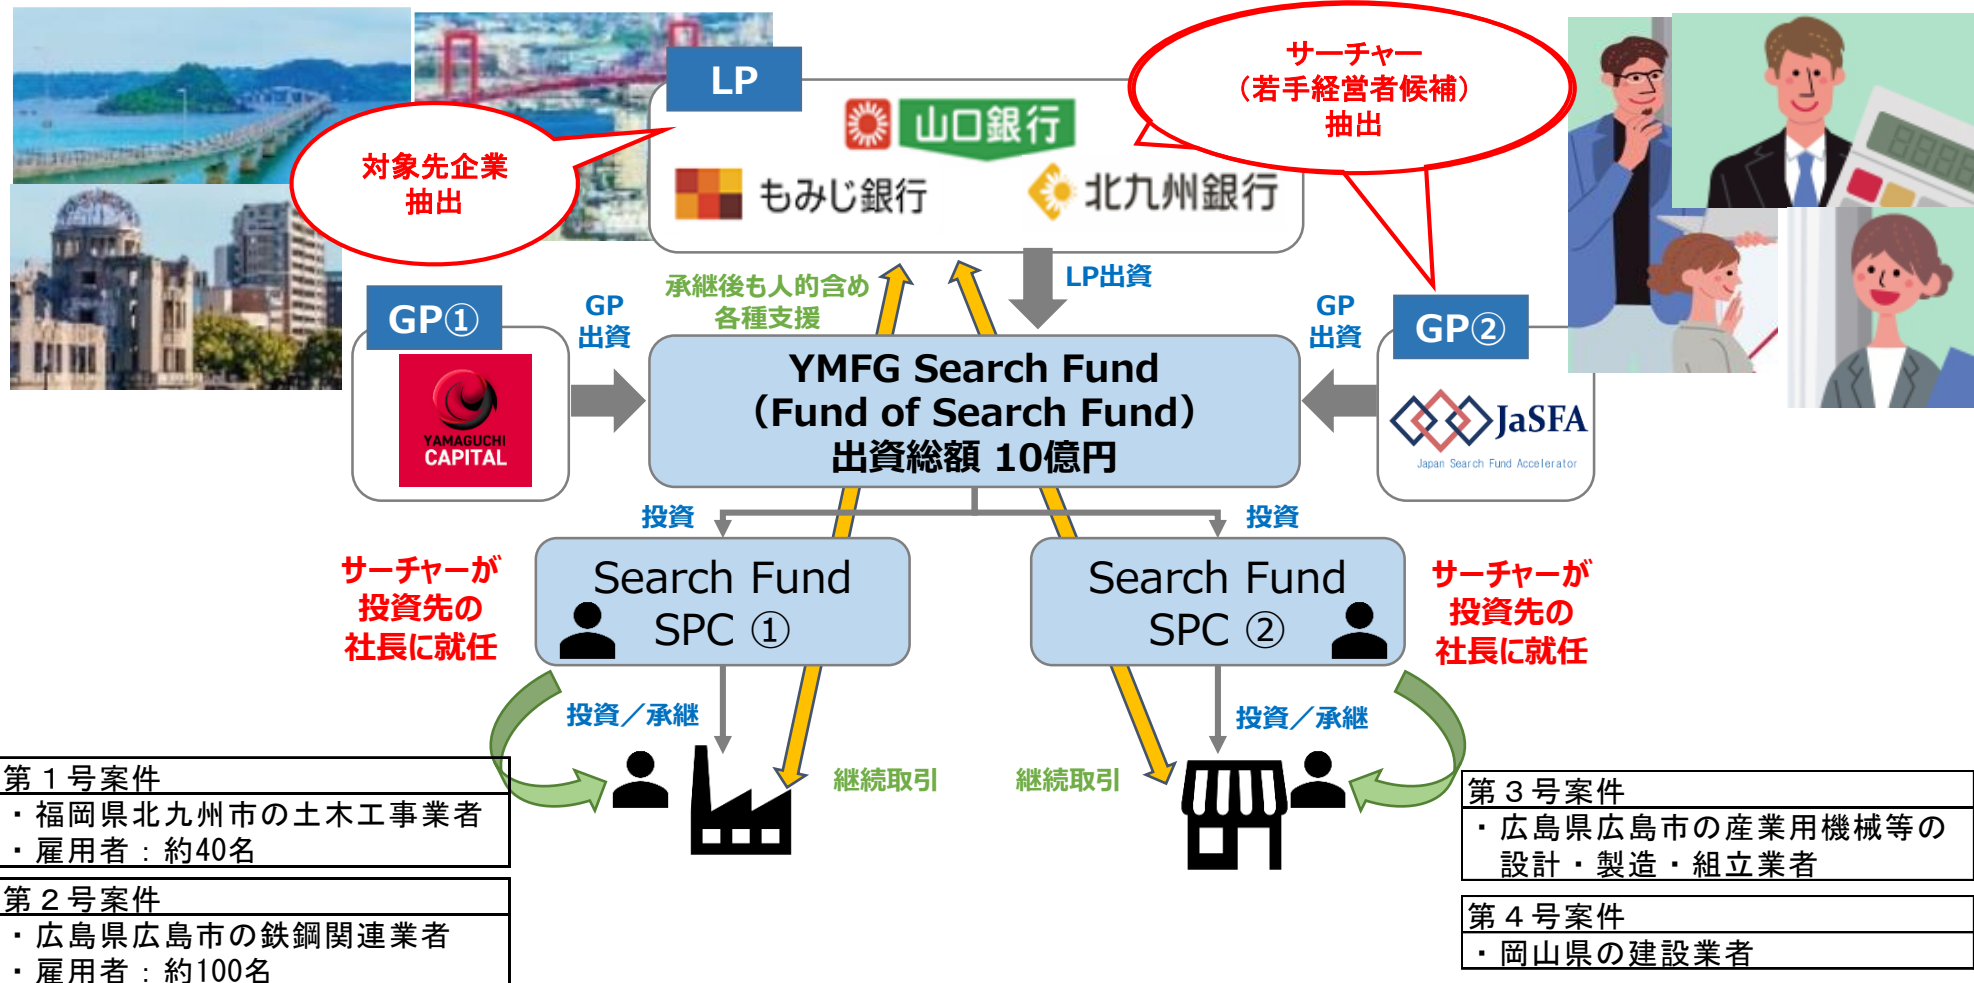 LP
サーチャー
（若手経営者候補）
抽出
山口銀行
対象先企業
抽出
もみじ銀行
北九州銀行
承継後も人的含め
各種支援
LP出資
GP①
GP
出資
GP
出資
GP②
YAMAGUCHI
CAPITAL
YMFG Search Fund
（Fund of Search Fund）
出資総額 10億円
JaSFA
Japan Search Fund Accelerator
投資
投資
サーチャーが
投資先の
社長に就任
Search Fund
SPC ①
Search Fund
SPC ②
サーチャーが
投資先の
社長に就任
投資／承継
投資／承継
継続取引
継続取引
第１号案件
・福岡県北九州市の土木工事業者
・雇用者：約40名
第２号案件
・広島県広島市の鉄鋼関連業者
・雇用者：約100名
第３号案件
・広島県広島市の産業用機械等の
設計・製造・組立業者
第４号案件
・岡山県の建設業者